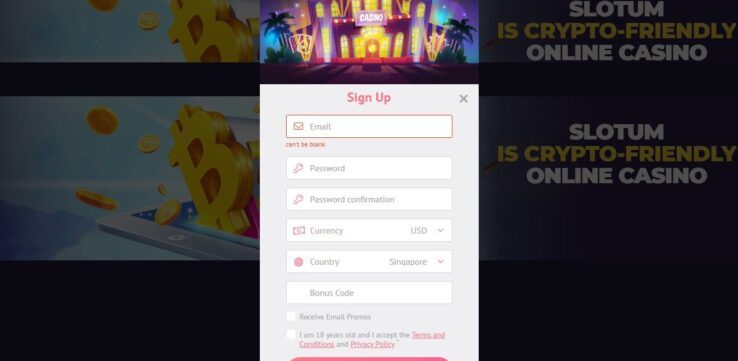 CASINO
SLOTUM
IS CRYPTO-FRIENDLY
ONLINE CASINO
Sign Up
Email
can't be blank
Password
Password confirmation
Currency USD
Country Singapore
Bonus Code
Receive Email Promos
I am 18 years old and I accept the Terms and
Conditions and Privacy Policy *
SLOTUM
IS CRYPTO-FRIENDLY
ONLINE CASINO